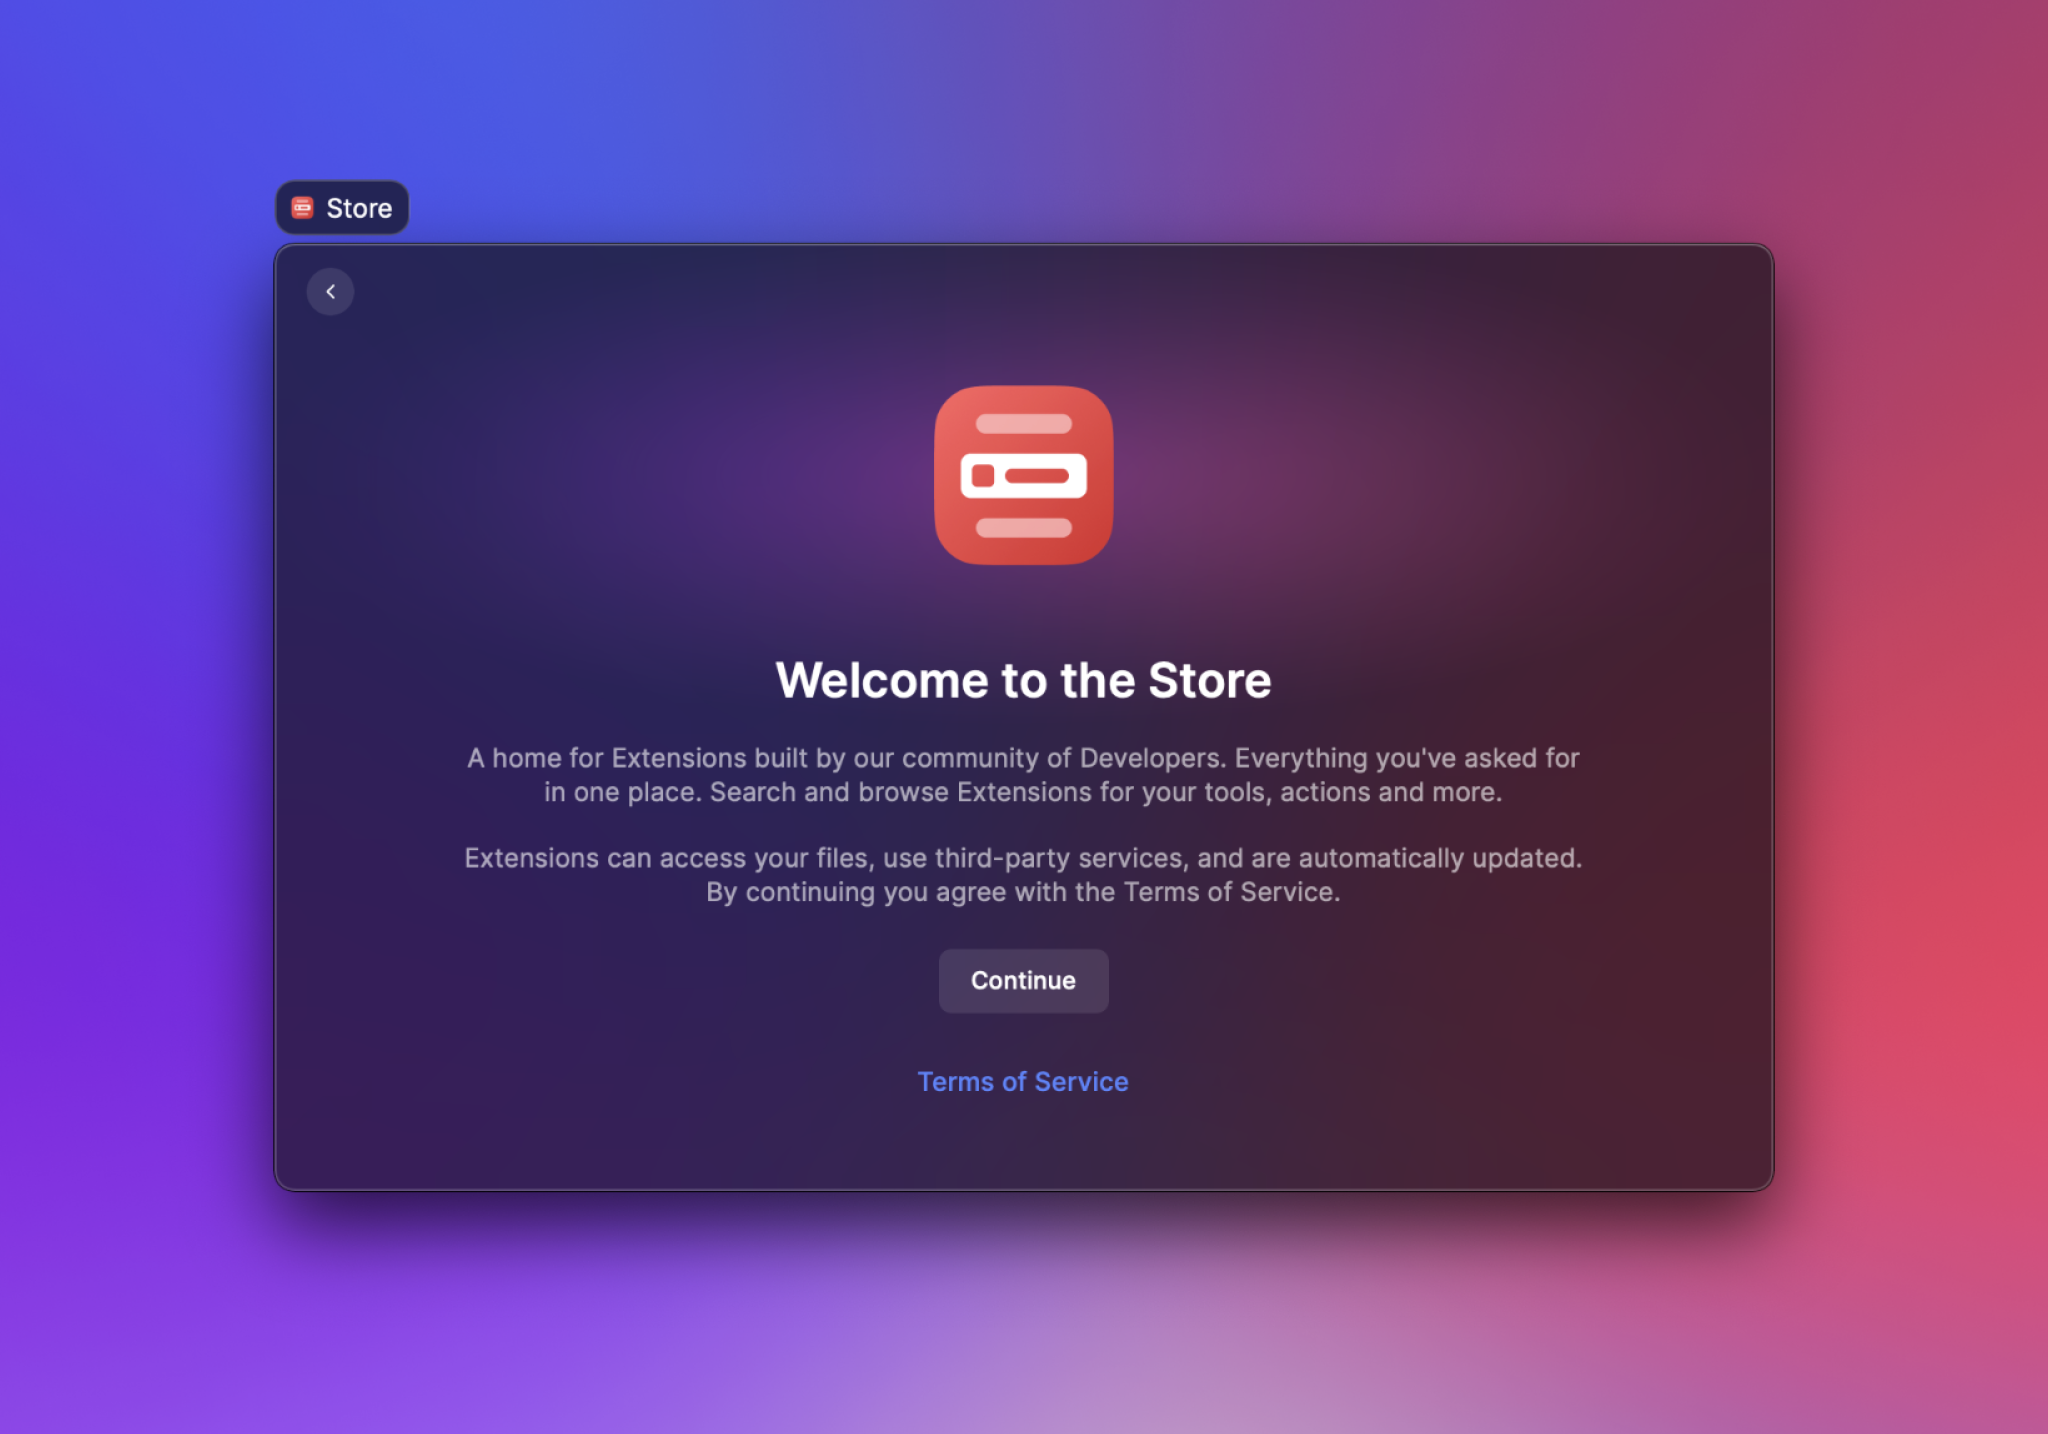 Store
Welcome to the Store
A home for Extensions built by our community of Developers. Everything you've asked for
in one place. Search and browse Extensions for your tools, actions and more.
Extensions can access your files, use third-party services, and are automatically updated.
By continuing you agree with the Terms of Service.
Continue
Terms of Service